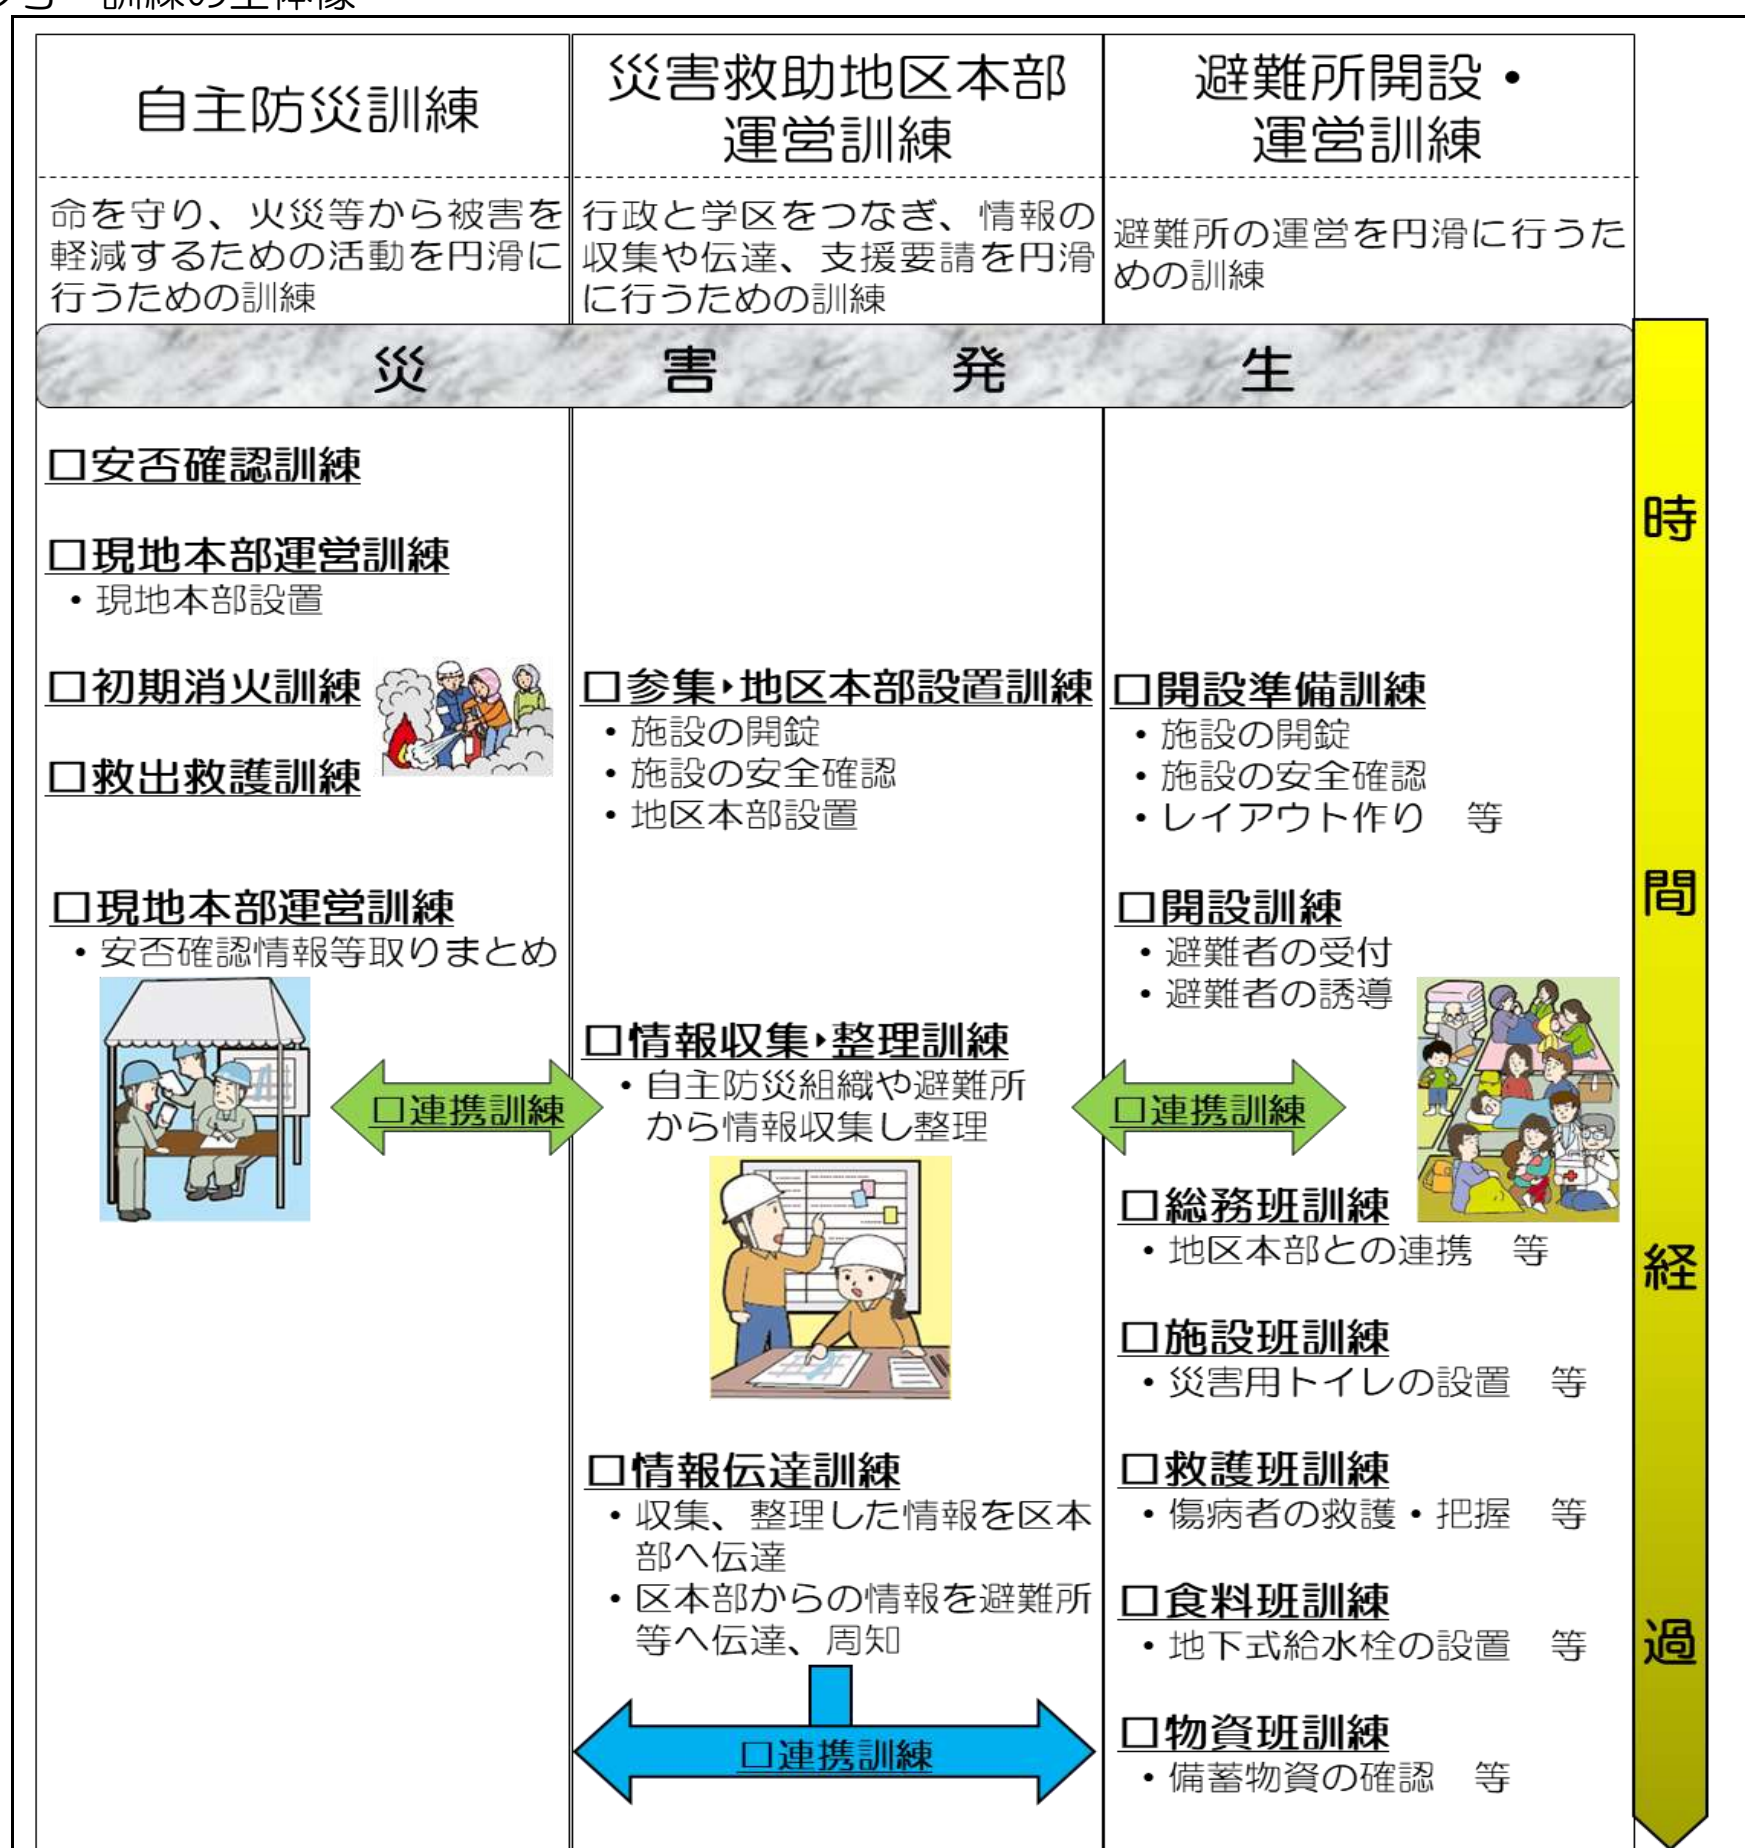 訓練の全体像
自主防災訓練
命を守り、火災等から被害を
軽減するための活動を円滑に
行うための訓練
災害救助地区本部
運営訓練
行政と学区をつなぎ、情報の
収集や伝達、支援要請を円滑
に行うための訓練
避難所開設・
運営訓練
避難所の運営を円滑に行うた
めの訓練
災　害　発　生
時間経過
□安否確認訓練
□現地本部運営訓練
・現地本部設置
□初期消火訓練
□救出救護訓練
□現地本部運営訓練
・安否確認情報等取りまとめ
□連携訓練
□参集・地区本部設置訓練
・施設の開錠
・施設の安全確認
・地区本部設置
□情報収集・整理訓練
・自主防災組織や避難所
から情報収集し整理
□情報伝達訓練
・収集、整理した情報を区本
部へ伝達
・区本部からの情報を避難所
等へ伝達、周知
□連携訓練
□開設準備訓練
・施設の開錠
・施設の安全確認
・レイアウト作り　等
□開設訓練
・避難者の受付
・避難者の誘導
□連携訓練
□総務班訓練
・地区本部との連携　等
□施設班訓練
・災害用トイレの設置　等
□救護班訓練
・傷病者の救護・把握　等
□食料班訓練
・地下式給水栓の設置　等
□物資班訓練
・備蓄物資の確認　等